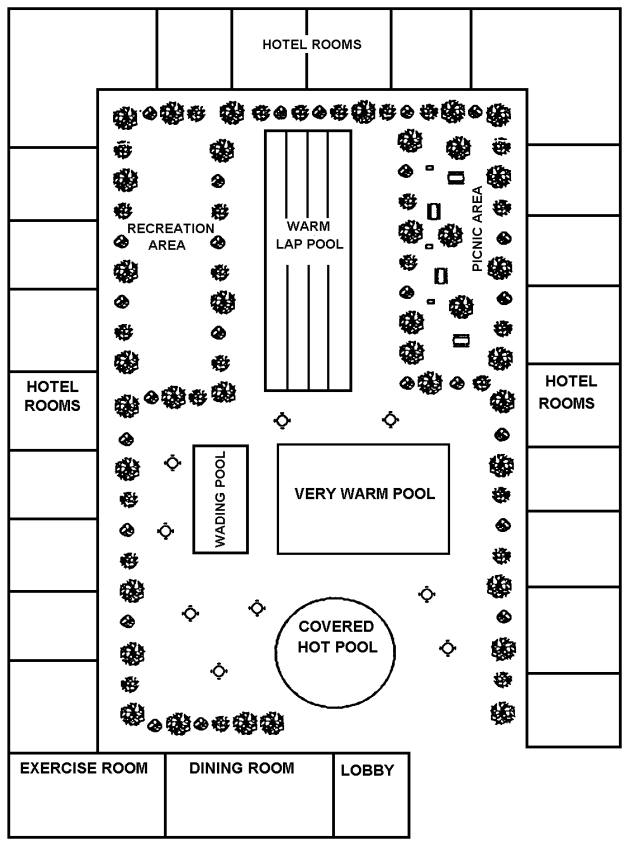 HOTEL ROOMS
RECREATION
AREA
WARM
LAP POOL
PICNIC AREA
HOTEL
ROOMS
HOTEL
ROOMS
WADING POOL
VERY WARM POOL
COVERED
HOT POOL
EXERCISE ROOM
DINING ROOM
LOBBY